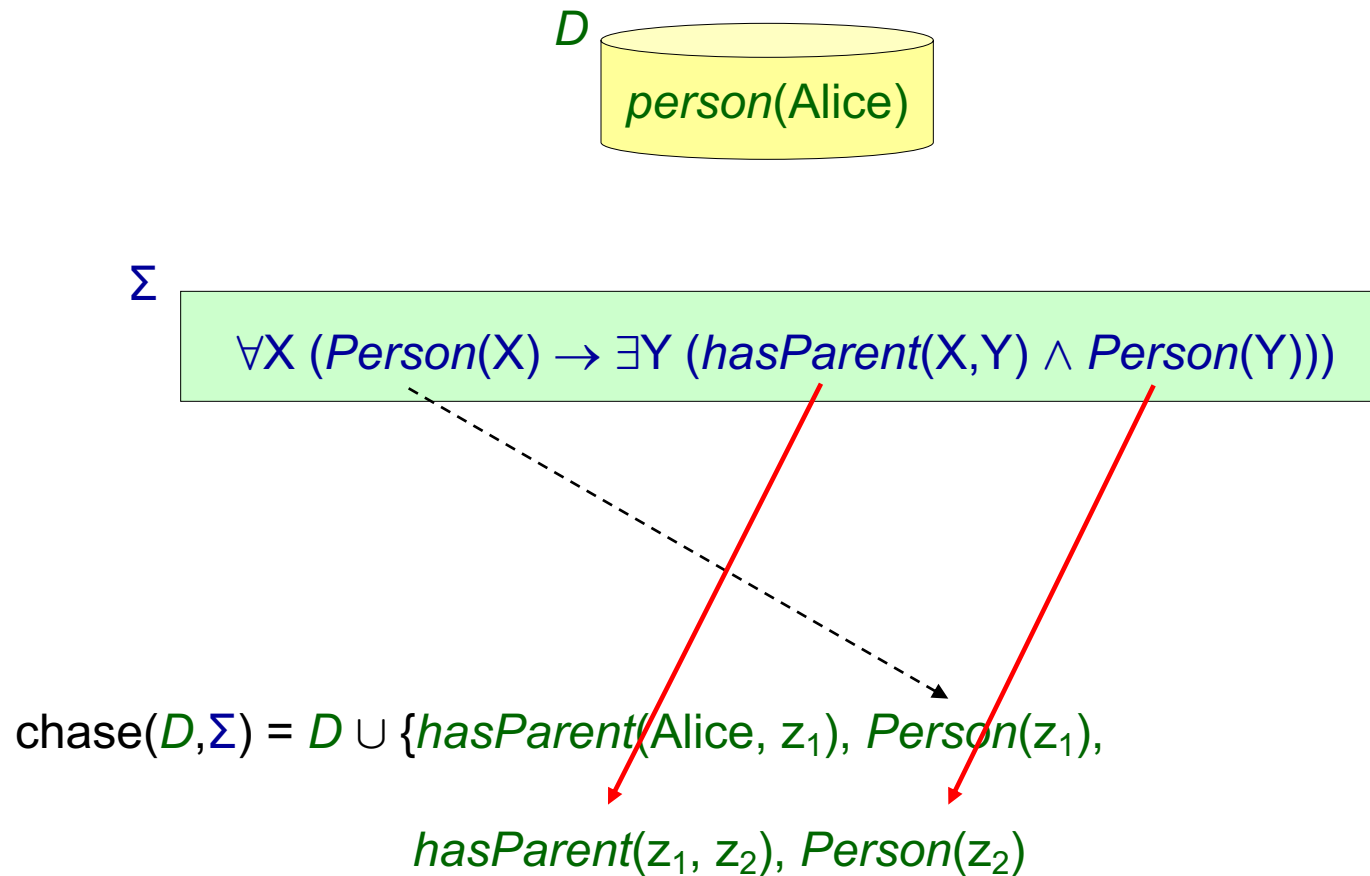 D
person(Alice)
Σ
∀X (Person(X) → ∃Y (hasParent(X,Y) ∧ Person(Y)))
chase(D,Σ) = D ∪ {hasParent(Alice, z₁), Person(z₁),
hasParent(z₁, z₂), Person(z₂)